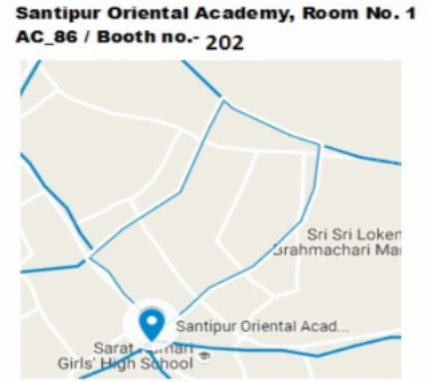 Santipur Oriental Academy, Room No. 1
AC_86 / Booth no.- 202
Sri Sri Loken
Brahmachari Ma
Santipur Oriental Acad...
Sarat
Girls' High School